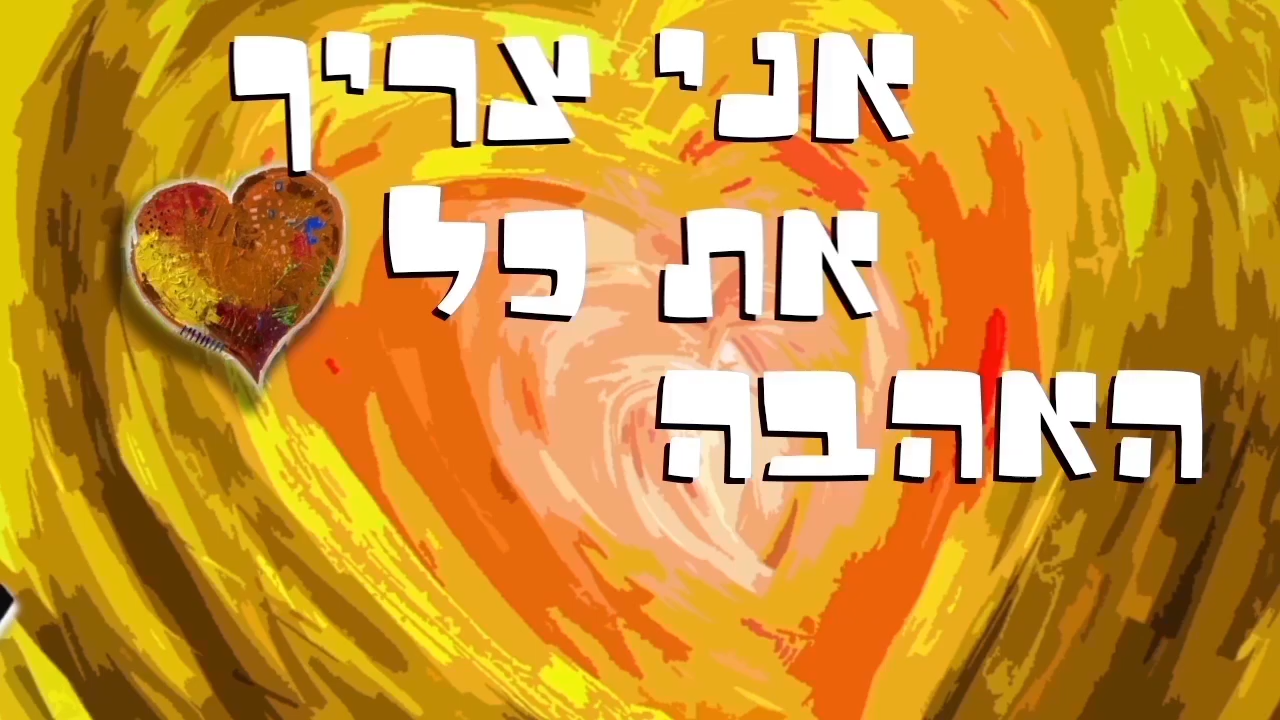 אני צריך
את כל
האהבה